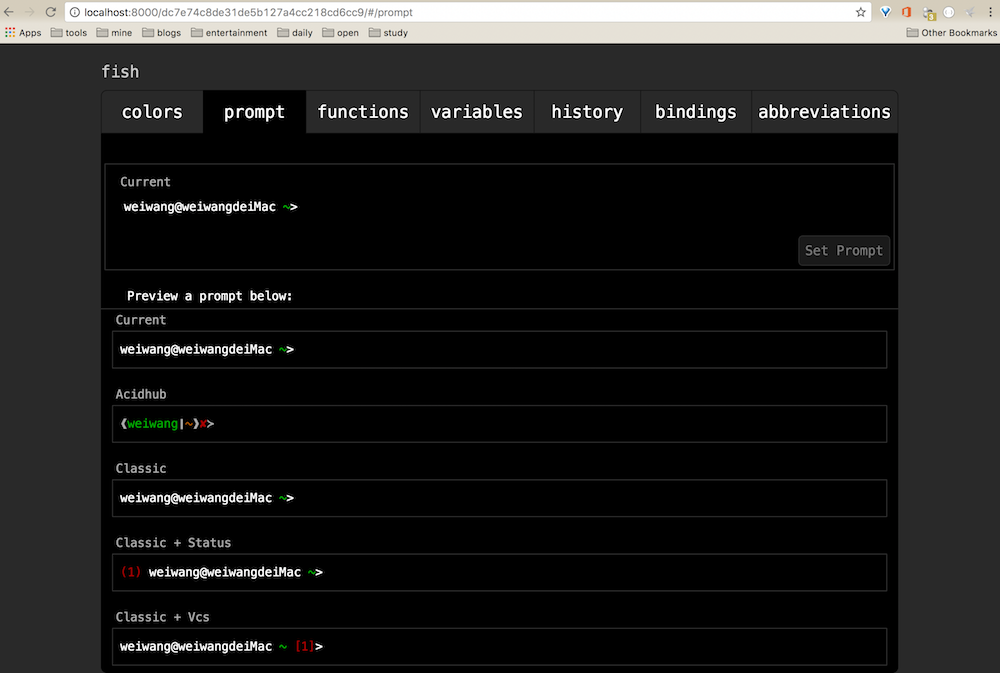 localhost:8000/dc7e74c8de31de5b127a4cc218cd6cc9/#/prompt
3
Apps tools mine blogs entertainment daily open study Other Bookmarks
fish
colors prompt functions variables history bindings abbreviations
Current
weiwang@weiwangdeiMac ~>
Set Prompt
Preview a prompt below:
Current
weiwang@weiwangdeiMac ~>
Acidhub
⟪weiwang|~⟫✘>
Classic
weiwang@weiwangdeiMac ~>
Classic + Status
(1) weiwang@weiwangdeiMac ~>
Classic + Vcs
weiwang@weiwangdeiMac ~ [1]>